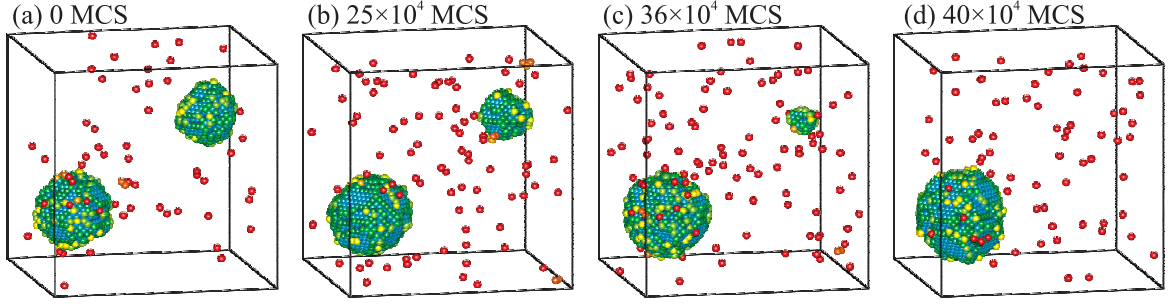 (a) 0 MCS
(b) 25×10⁴ MCS
(c) 36×10⁴ MCS
(d) 40×10⁴ MCS